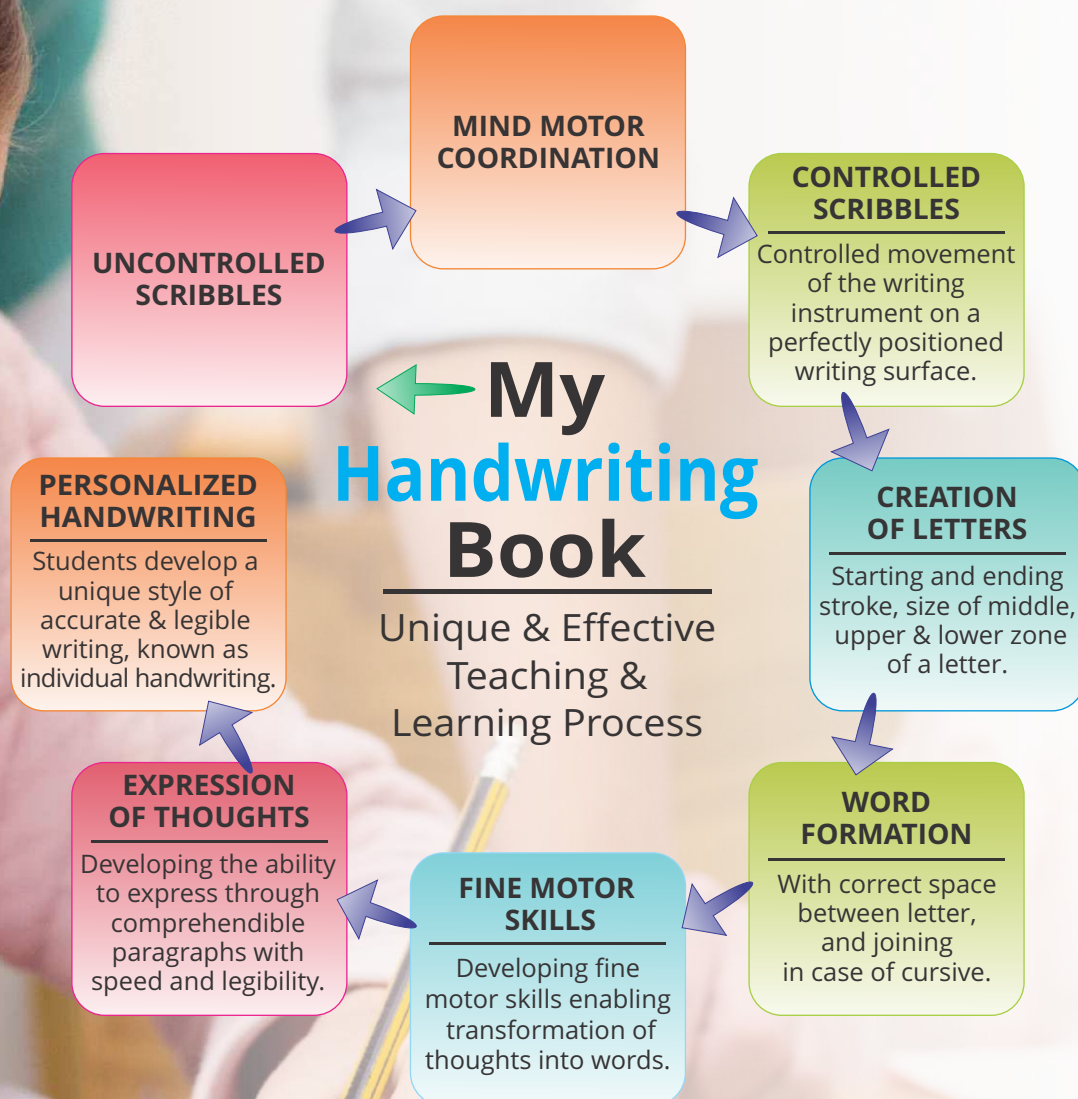 My
Handwriting
Book
Unique & Effective
Teaching &
Learning Process
UNCONTROLLED
SCRIBBLES
MIND MOTOR
COORDINATION
CONTROLLED
SCRIBBLES
Controlled movement
of the writing
instrument on a
perfectly positioned
writing surface.
CREATION
OF LETTERS
Starting and ending
stroke, size of middle,
upper & lower zone
of a letter.
WORD
FORMATION
With correct space
between letter,
and joining
in case of cursive.
FINE MOTOR
SKILLS
Developing fine
motor skills enabling
transformation of
thoughts into words.
EXPRESSION
OF THOUGHTS
Developing the ability
to express through
comprehendible
paragraphs with
speed and legibility.
PERSONALIZED
HANDWRITING
Students develop a
unique style of
accurate & legible
writing, known as
individual handwriting.